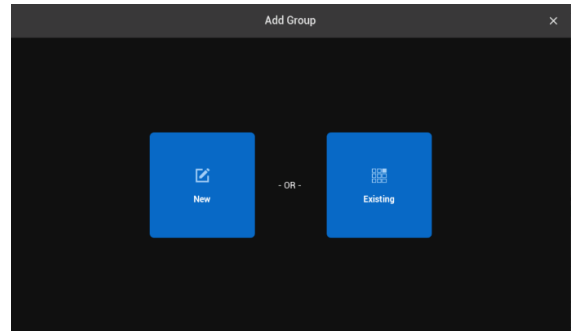 Add Group
New
- OR -
Existing